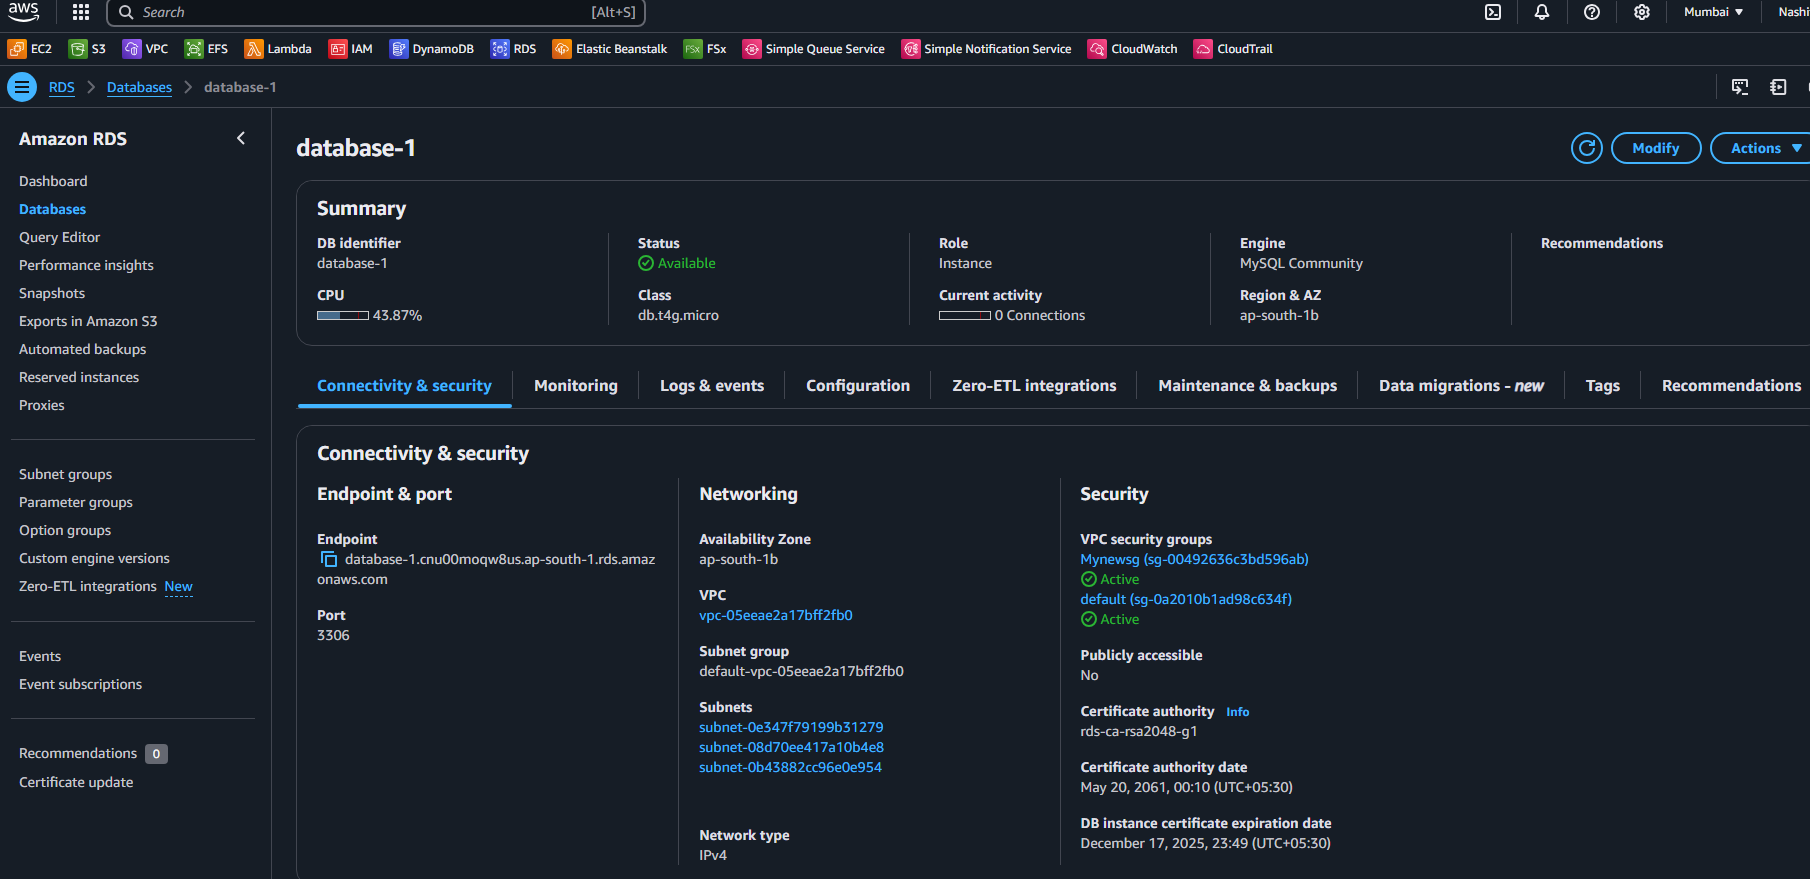 aws
Search
[Alt+S]
Mumbai ▼
Nashi
EC2
S3
VPC
EFS
Lambda
IAM
DynamoDB
RDS
Elastic Beanstalk
FSx
FSx
Simple Queue Service
Simple Notification Service
CloudWatch
CloudTrail
RDS
Databases
database-1
Amazon RDS
Dashboard
Databases
Query Editor
Performance insights
Snapshots
Exports in Amazon S3
Automated backups
Reserved instances
Proxies
Subnet groups
Parameter groups
Option groups
Custom engine versions
Zero-ETL integrations New
Events
Event subscriptions
Recommendations 0
Certificate update
database-1
Modify
Actions ▼
Summary
DB identifier
database-1
CPU
43.87%
Status
Available
Class
db.t4g.micro
Role
Instance
Current activity
0 Connections
Engine
MySQL Community
Region & AZ
ap-south-1b
Recommendations
Connectivity & security
Monitoring
Logs & events
Configuration
Zero-ETL integrations
Maintenance & backups
Data migrations - new
Tags
Recommendations
Connectivity & security
Endpoint & port
Endpoint
database-1.cnu00moqw8us.ap-south-1.rds.amaz
onaws.com
Port
3306
Networking
Availability Zone
ap-south-1b
VPC
vpc-05eeae2a17bff2fb0
Subnet group
default-vpc-05eeae2a17bff2fb0
Subnets
subnet-0e347f79199b31279
subnet-08d70ee417a10b4e8
subnet-0b43882cc96e0e954
Network type
IPv4
Security
VPC security groups
Mynewsg (sg-00492636c3bd596ab)
Active
default (sg-0a2010b1ad98c634f)
Active
Publicly accessible
No
Certificate authority Info
rds-ca-rsa2048-g1
Certificate authority date
May 20, 2061, 00:10 (UTC+05:30)
DB instance certificate expiration date
December 17, 2025, 23:49 (UTC+05:30)